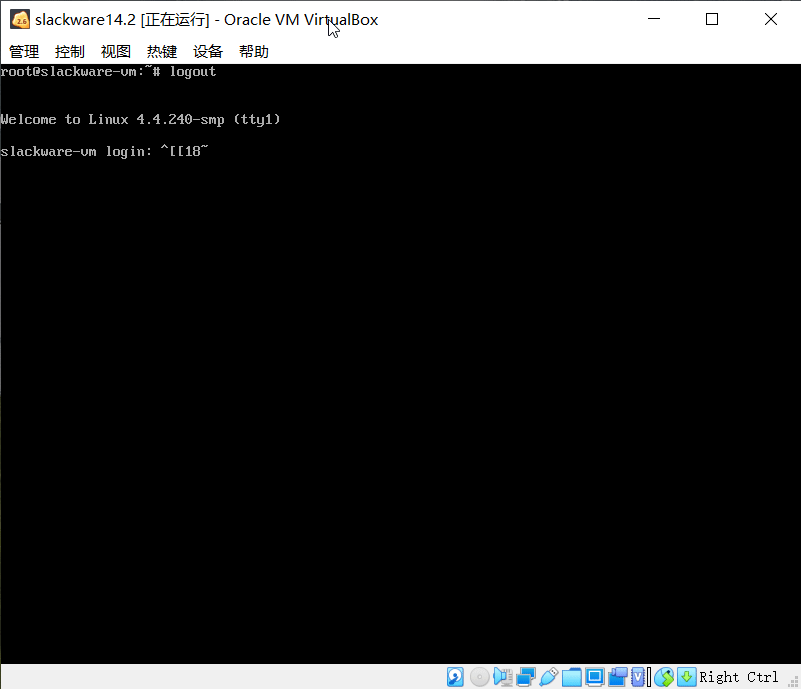 slackware14.2 [正在运行] - Oracle VM VirtualBox
管理 控制 视图 热键 设备 帮助
root@slackware-vm:~# logout
Welcome to Linux 4.4.240-smp (tty1)
slackware-vm login: ^[[18~
Right Ctrl